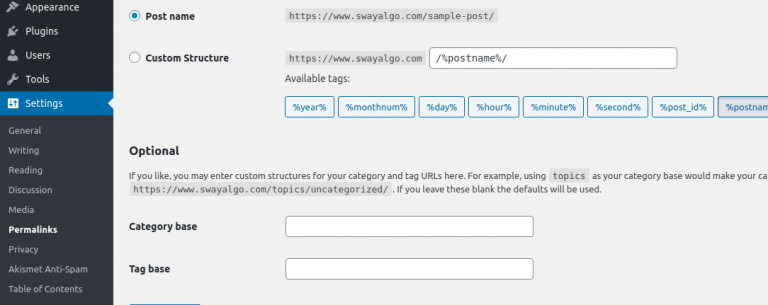 Appearance
Plugins
Users
Tools
Settings
General
Writing
Reading
Discussion
Media
Permalinks
Privacy
Akismet Anti-Spam
Table of Contents
Post name https://www.swayalgo.com/sample-post/
Custom Structure https://www.swayalgo.com /%postname%/
Available tags:
%year% %monthnum% %day% %hour% %minute% %second% %post_id% %postnam
Optional
If you like, you may enter custom structures for your category and tag URLs here. For example, using topics as your category base would make your ca
https://www.swayalgo.com/topics/uncategorized/ . If you leave these blank the defaults will be used.
Category base
Tag base